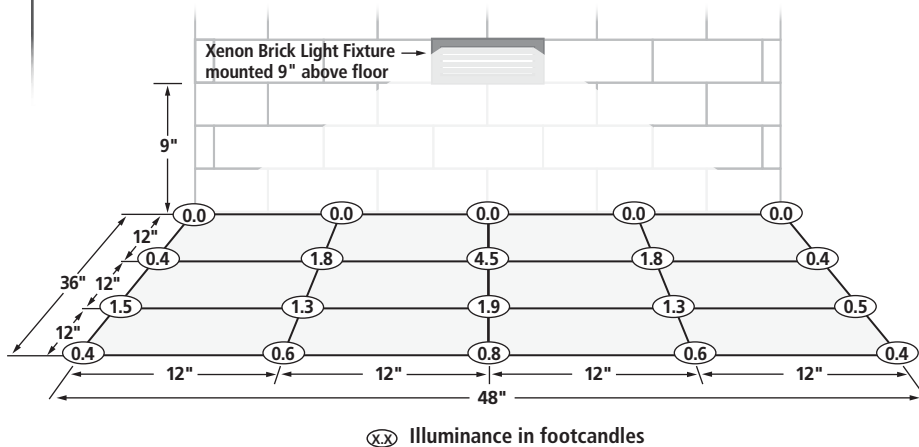 Xenon Brick Light Fixture
mounted 9" above floor
9"
0.0 0.0 0.0 0.0 0.0
12"
0.4 1.8 4.5 1.8 0.4
36" 12"
1.5 1.3 1.9 1.3 0.5
12"
0.4 0.6 0.8 0.6 0.4
12" 12" 12" 12"
48"
X.X Illuminance in footcandles